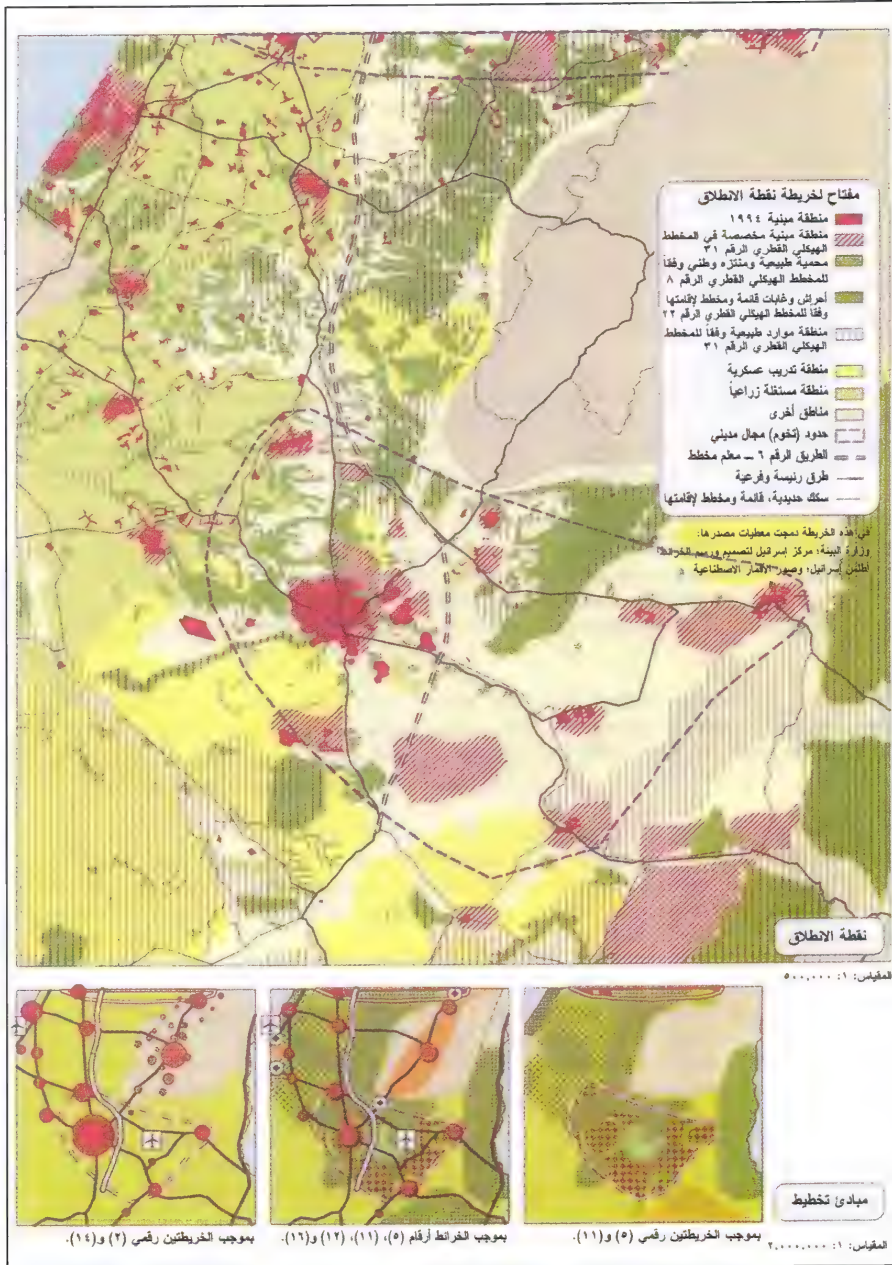 مفتاح لخريطة نقطة الانطلاق
منطقة مبنية ١٩٩٤
منطقة مبنية مخصصة في المخطط
الهيكلي القطري الرقم ٣١
محمية طبيعية ومنتزه وطني وفقاً
للمخطط الهيكلي القطري الرقم ٨
أحراش وغابات قائمة ومخطط لإقامتها
وفقاً للمخطط الهيكلي القطري الرقم ٢٢
منطقة موارد طبيعية وفقاً للمخطط
الهيكلي القطري الرقم ٣١
منطقة تدريب عسكرية
منطقة مستغلة زراعياً
مناطق أخرى
حدود (تخوم) مجال مديني
الطريق الرقم ٦ ــ معلم مخطط
طرق رئيسة وفرعية
سكك حديدية، قائمة ومخطط لإقامتها
في هذه الخريطة دمجت معطيات مصدرها:
وزارة البيئة؛ مركز إسرائيل لتصميم ورسم الخرائط
أطلس إسرائيل؛ وصور الأقمار الاصطناعية
نقطة الانطلاق
المقياس: ١: ٥٠٠,٠٠٠
مبادئ تخطيط
بموجب الخريطتين رقمي (٥) و(١١).
بموجب الخرائط أرقام (٥)، (١١)، (١٢) و(١٦).
بموجب الخريطتين رقمي (٢) و(١٤).
المقياس: ١: ٢,٠٠٠,٠٠٠